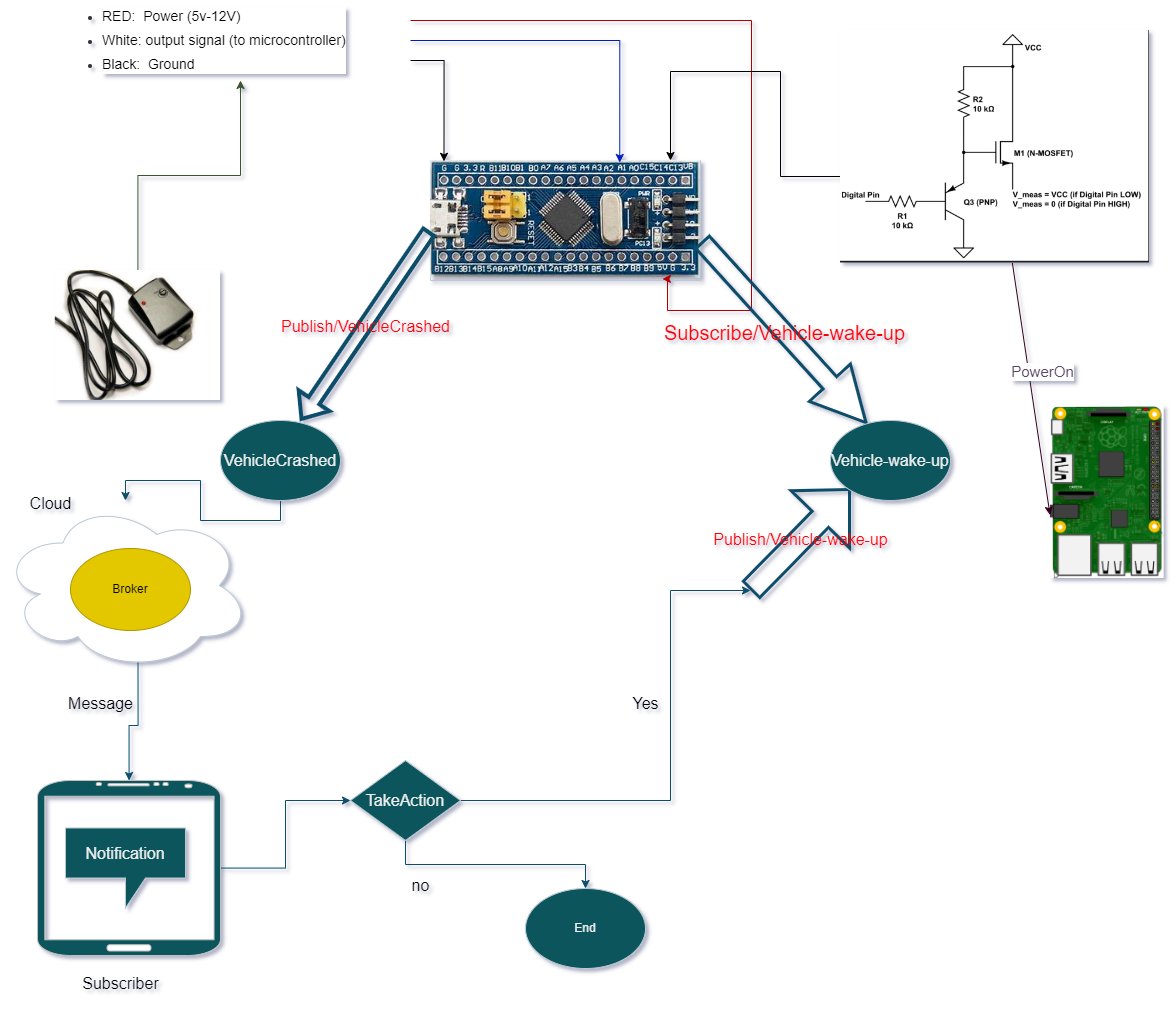 RED: Power (5v-12V)
White: output signal (to microcontroller)
Black: Ground
VCC
R2
10 kΩ
M1 (N-MOSFET)
Digital Pin
R1
10 kΩ
Q3 (PNP)
V_meas = VCC (if Digital Pin LOW)
V_meas = 0 (if Digital Pin HIGH)
G G 3.3 R B11 B10 B1 B0 A7 A6 A5 A4 A3 A2 A1 A0 C15 C14 C13 VB
PWR
RESET
PC13
B12 B13 B14 B15 A8 A9 A10 A11 A12 A15 B3 B4 B5 B6 B7 B8 B9 5V G 3.3
Publish/VehicleCrashed
Subscribe/Vehicle-wake-up
PowerOn
VehicleCrashed
Vehicle-wake-up
Cloud
Broker
Publish/Vehicle-wake-up
Message
Yes
Notification
TakeAction
no
End
Subscriber